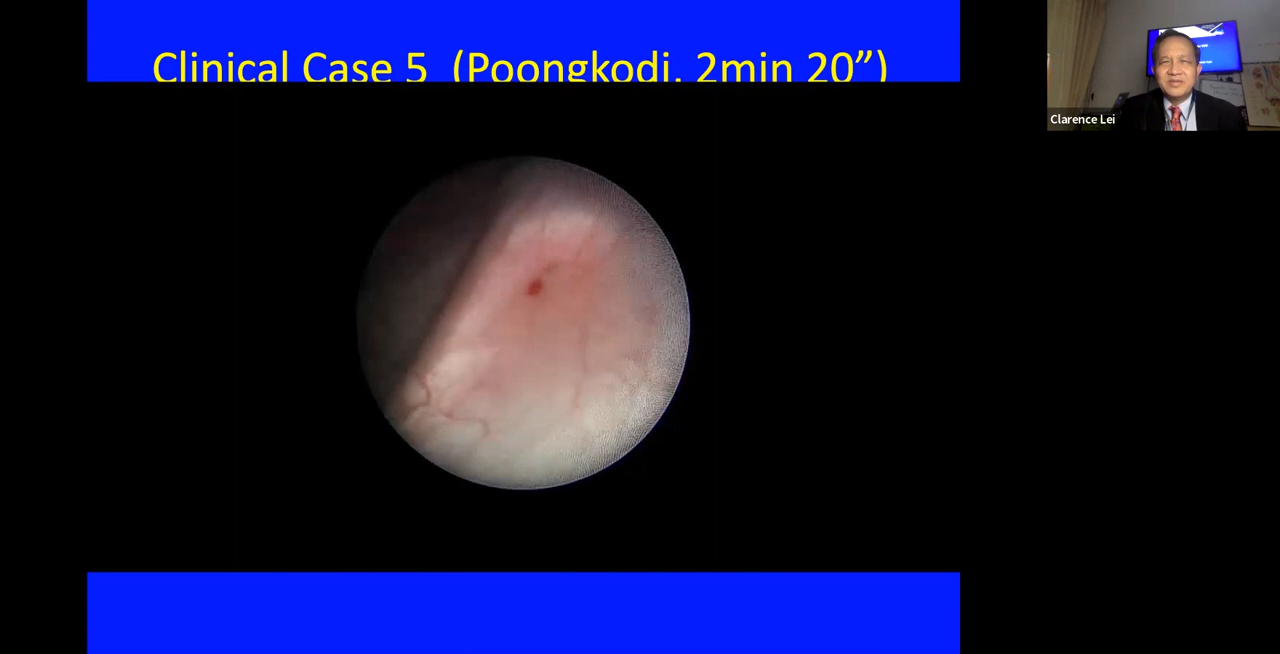 Clinical Case 5 (Poongkodi, 2min 20”)
Clarence Lei